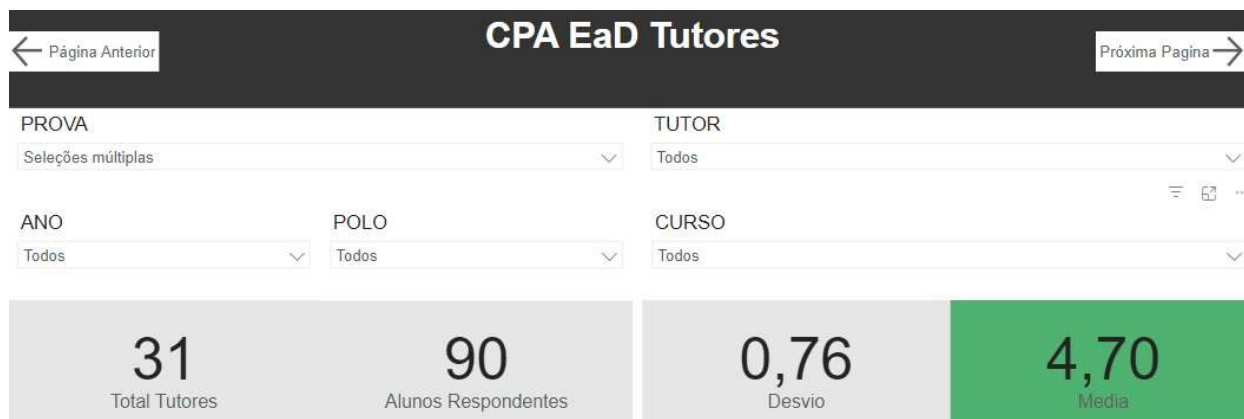 CPA EaD Tutores
Página Anterior
Próxima Pagina
PROVA
Seleções múltiplas
TUTOR
Todos
ANO
Todos
POLO
Todos
CURSO
Todos
31
Total Tutores
90
Alunos Respondentes
0,76
Desvio
4,70
Media